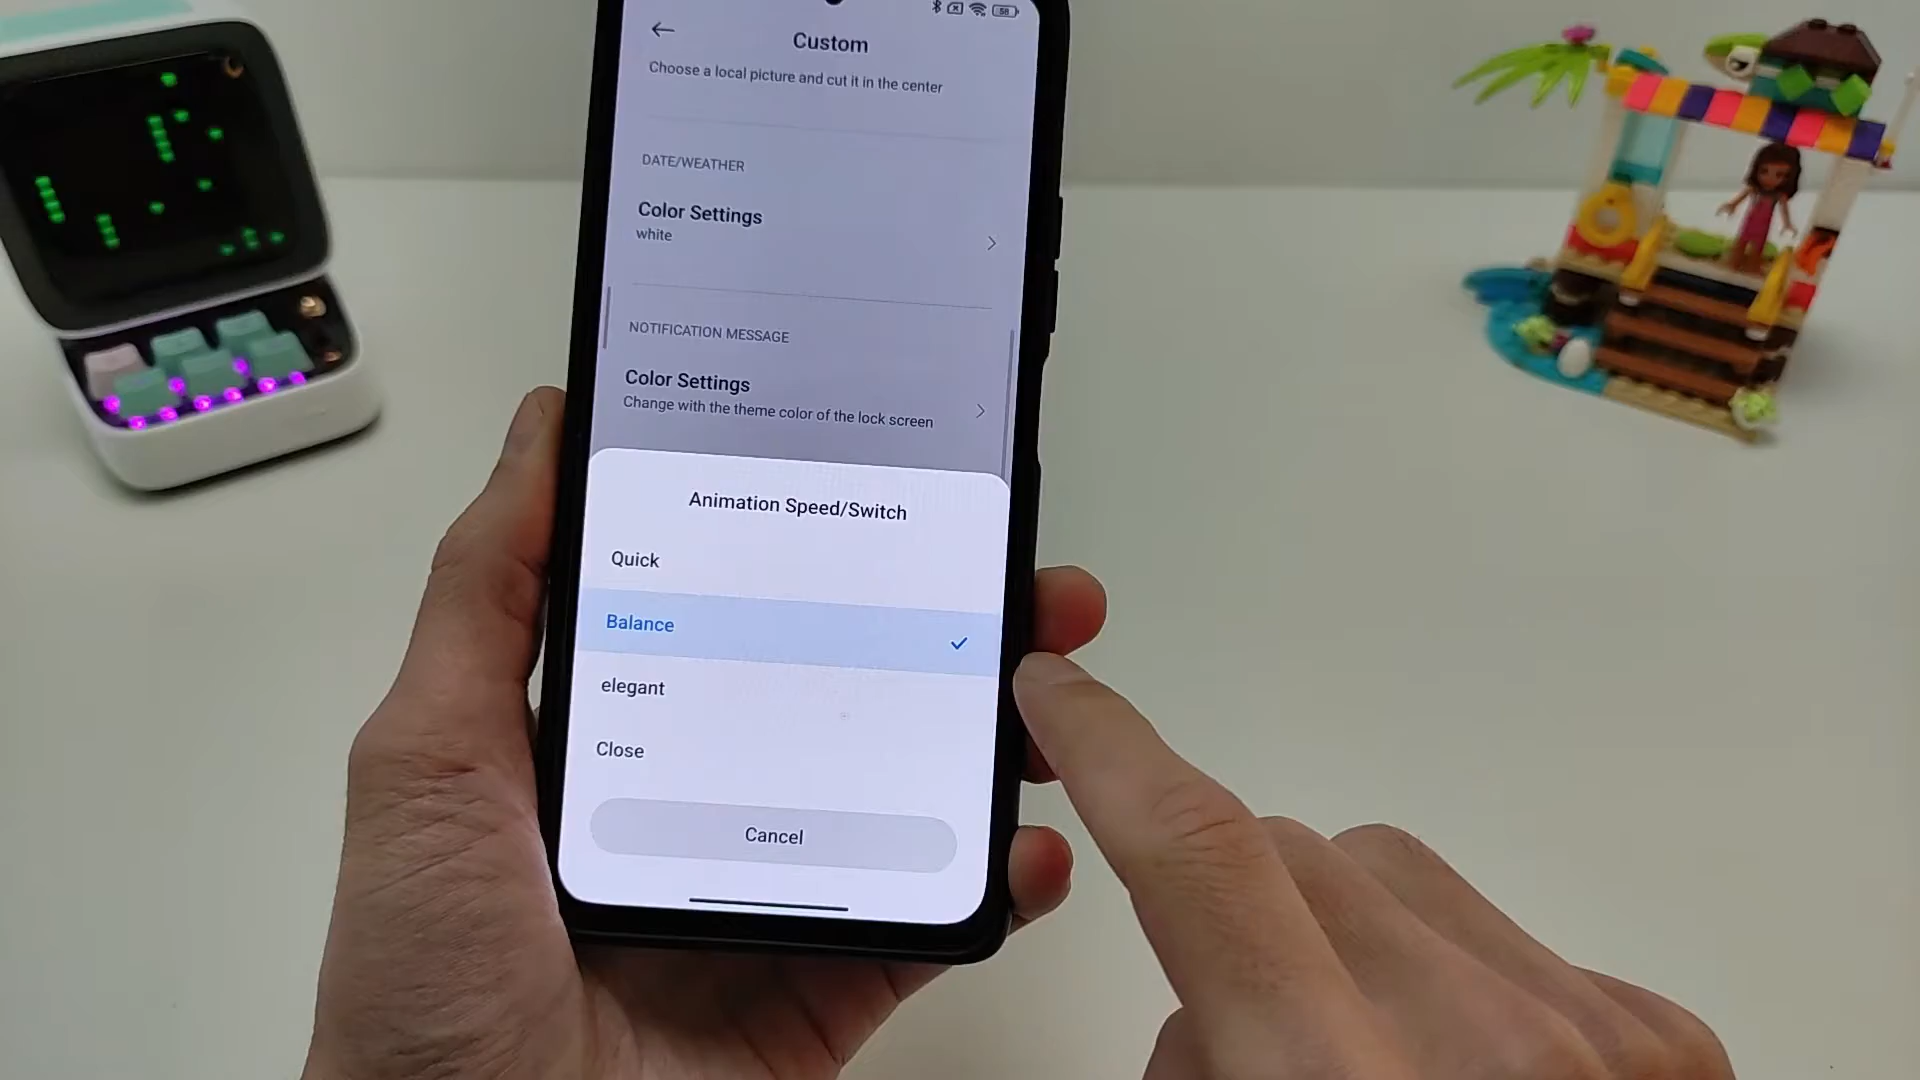 58
Custom
Choose a local picture and cut it in the center
DATE/WEATHER
Color Settings
white
NOTIFICATION MESSAGE
Color Settings
Change with the theme color of the lock screen
Animation Speed/Switch
Quick
Balance
elegant
Close
Cancel